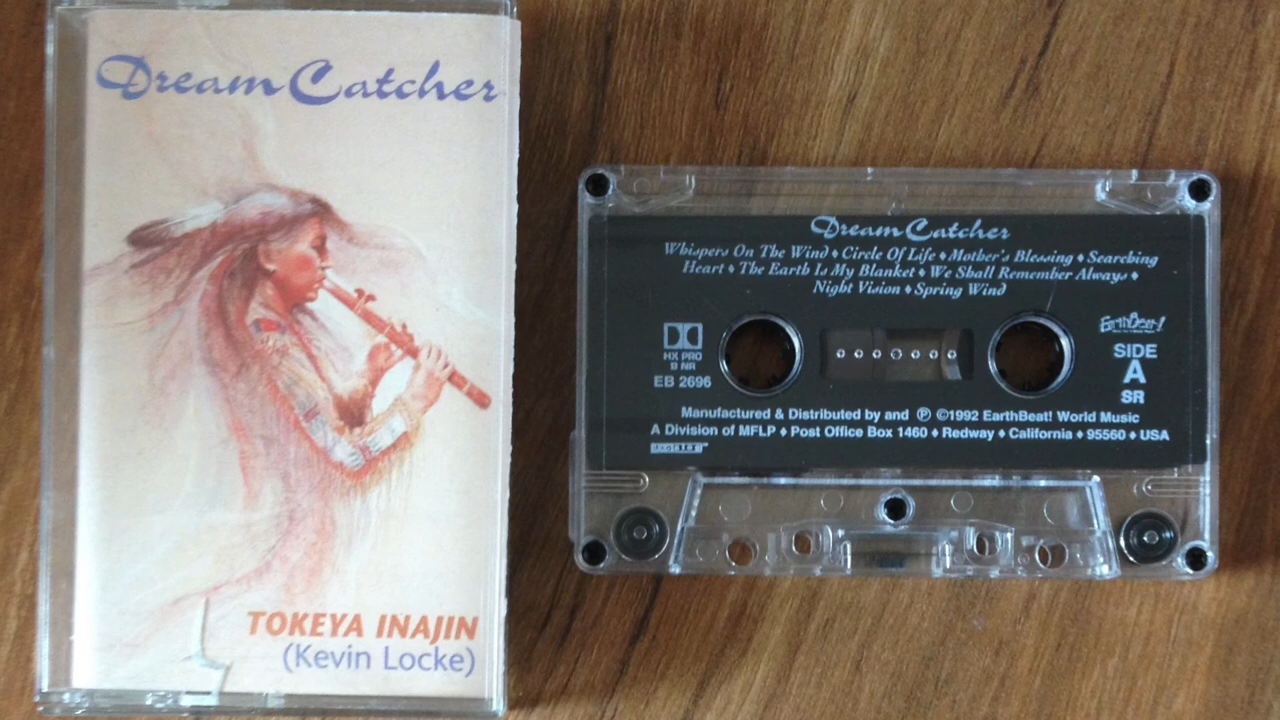 Dream Catcher
TOKEYA INAJIN
(Kevin Locke)
Dream Catcher
Whispers On The Wind ♦ Circle Of Life ♦ Mother's Blessing ♦ Searching
Heart ♦ The Earth Is My Blanket ♦ We Shall Remember Always ♦
Night Vision ♦ Spring Wind
HX PRO
B NR
EB 2696
EarthBeat!
SIDE
A
SR
Manufactured & Distributed by and ℗ ©1992 EarthBeat! World Music
A Division of MFLP ♦ Post Office Box 1460 ♦ Redway ♦ California ♦ 95560 ♦ USA